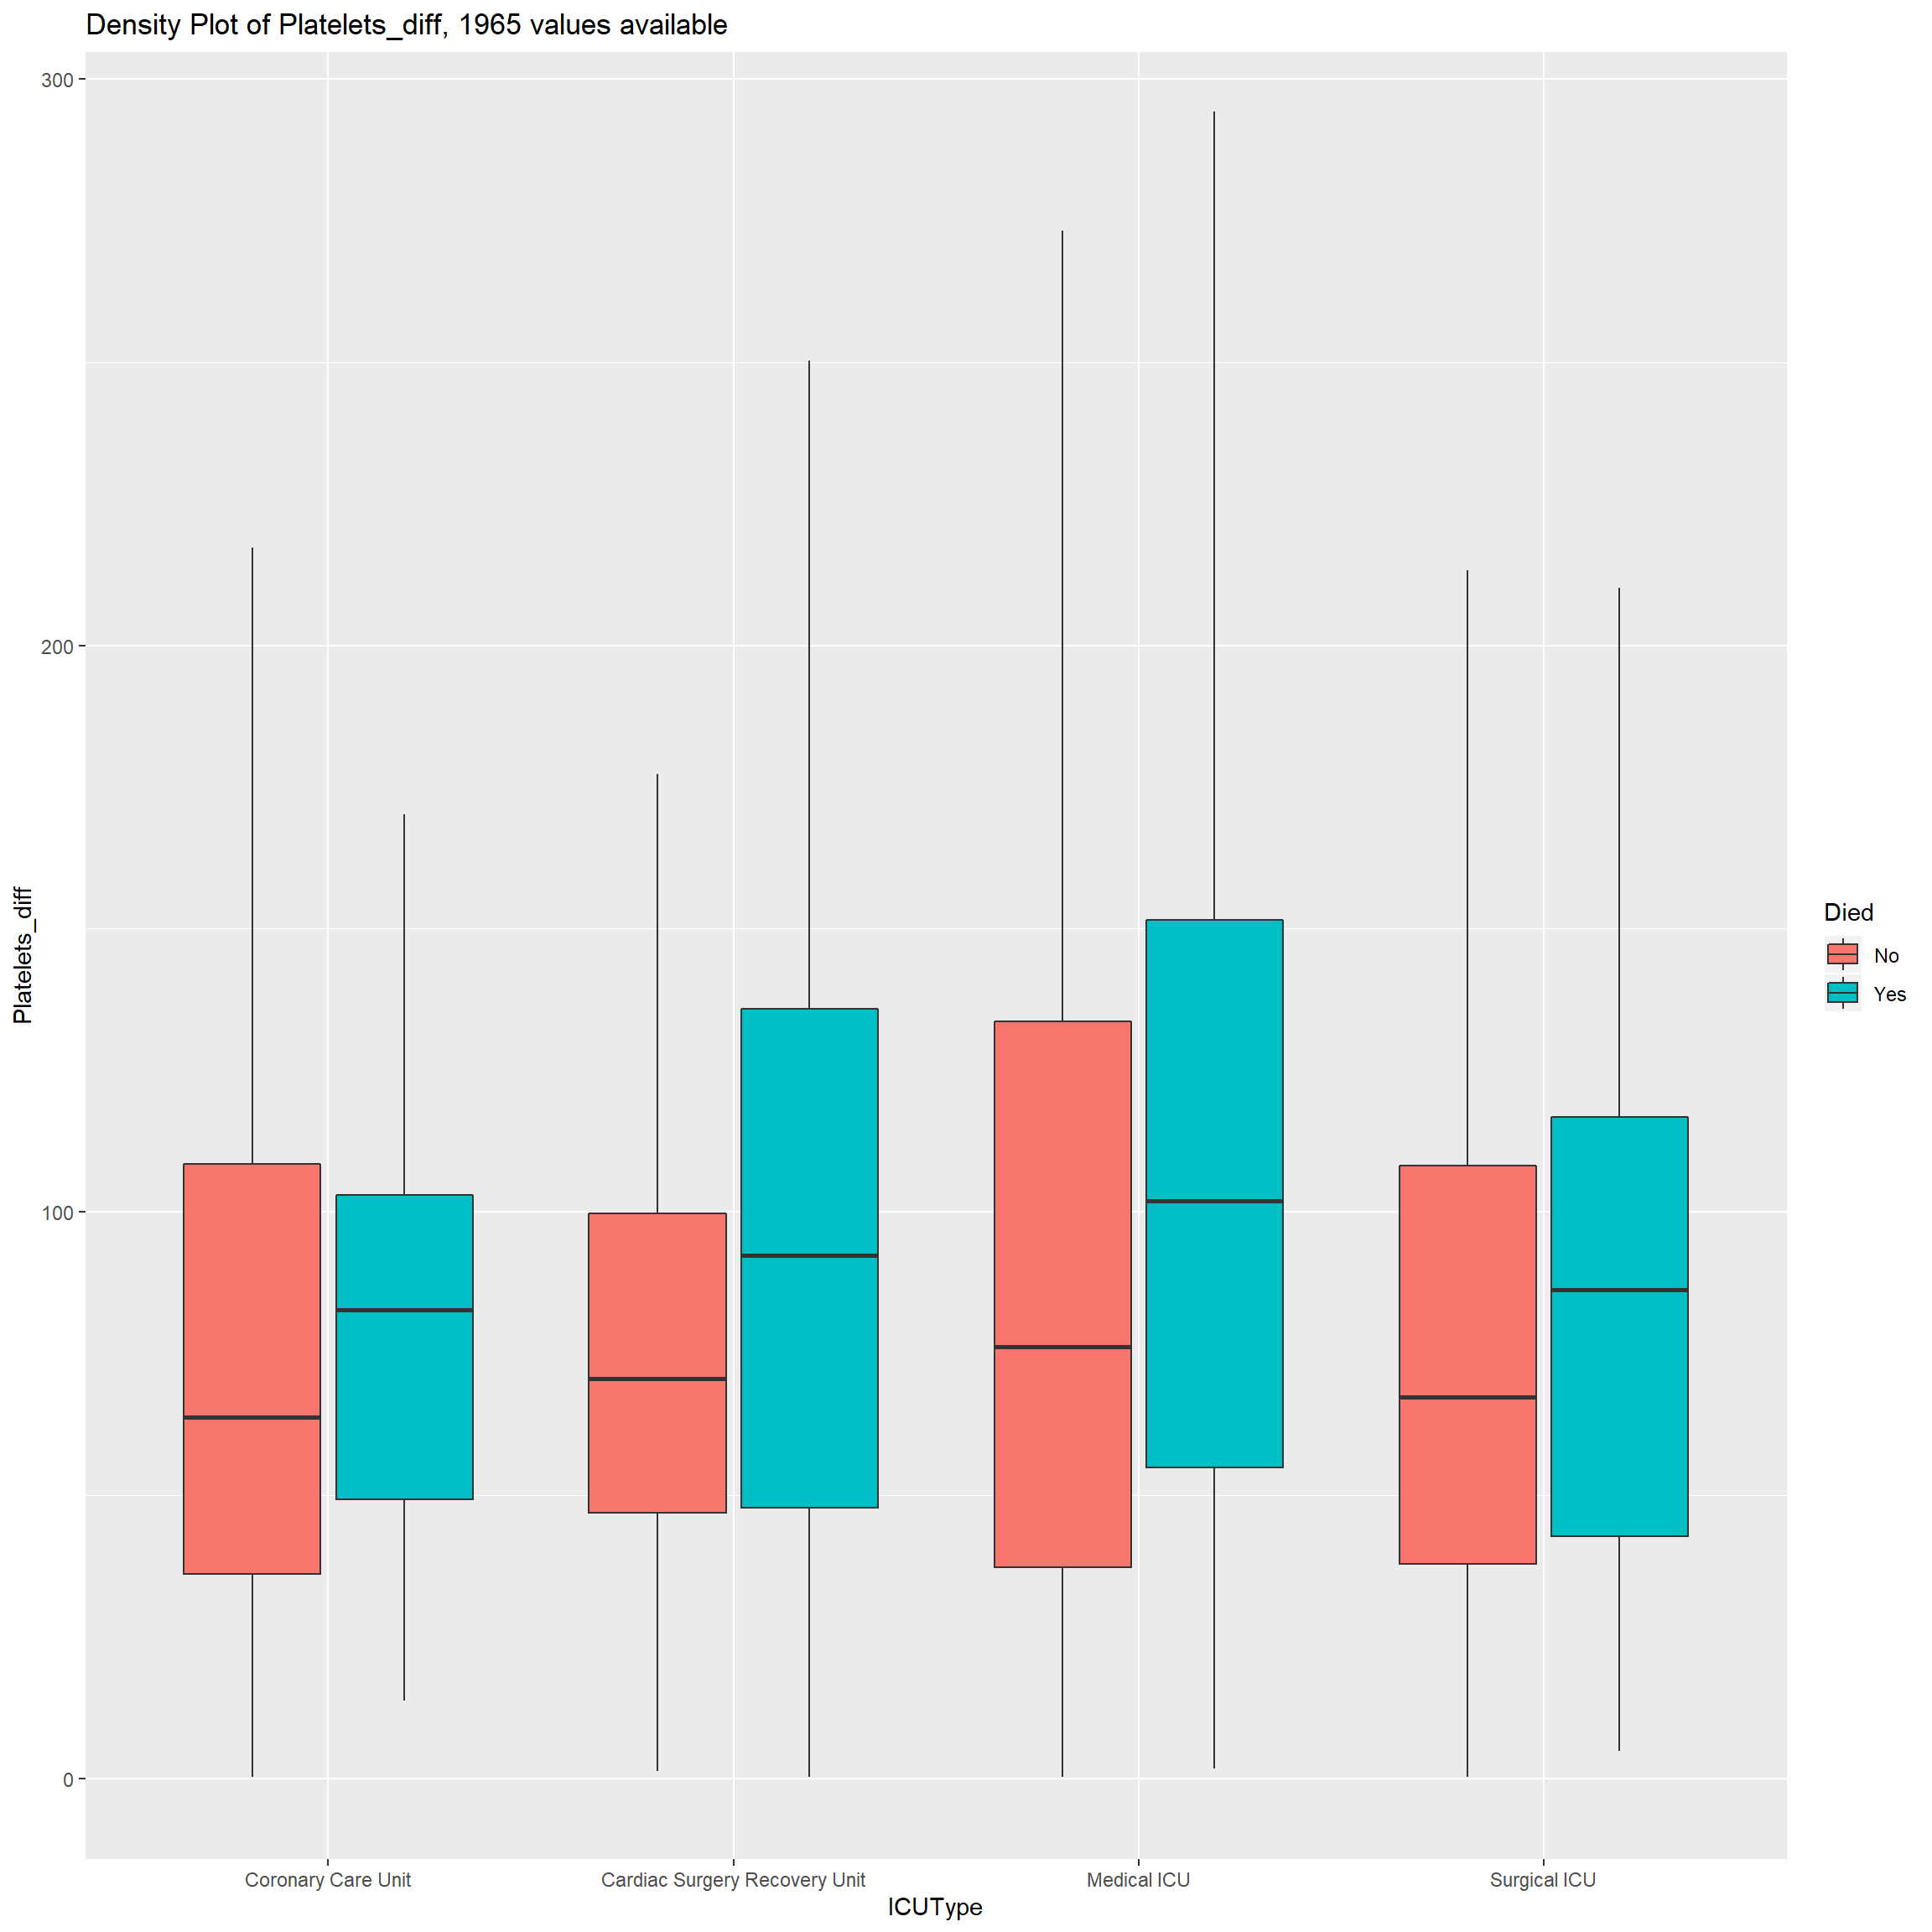 Density Plot of Platelets_diff, 1965 values available
300
200
100
0
Platelets_diff
Coronary Care Unit
Cardiac Surgery Recovery Unit
Medical ICU
Surgical ICU
ICUType
Died
No
Yes